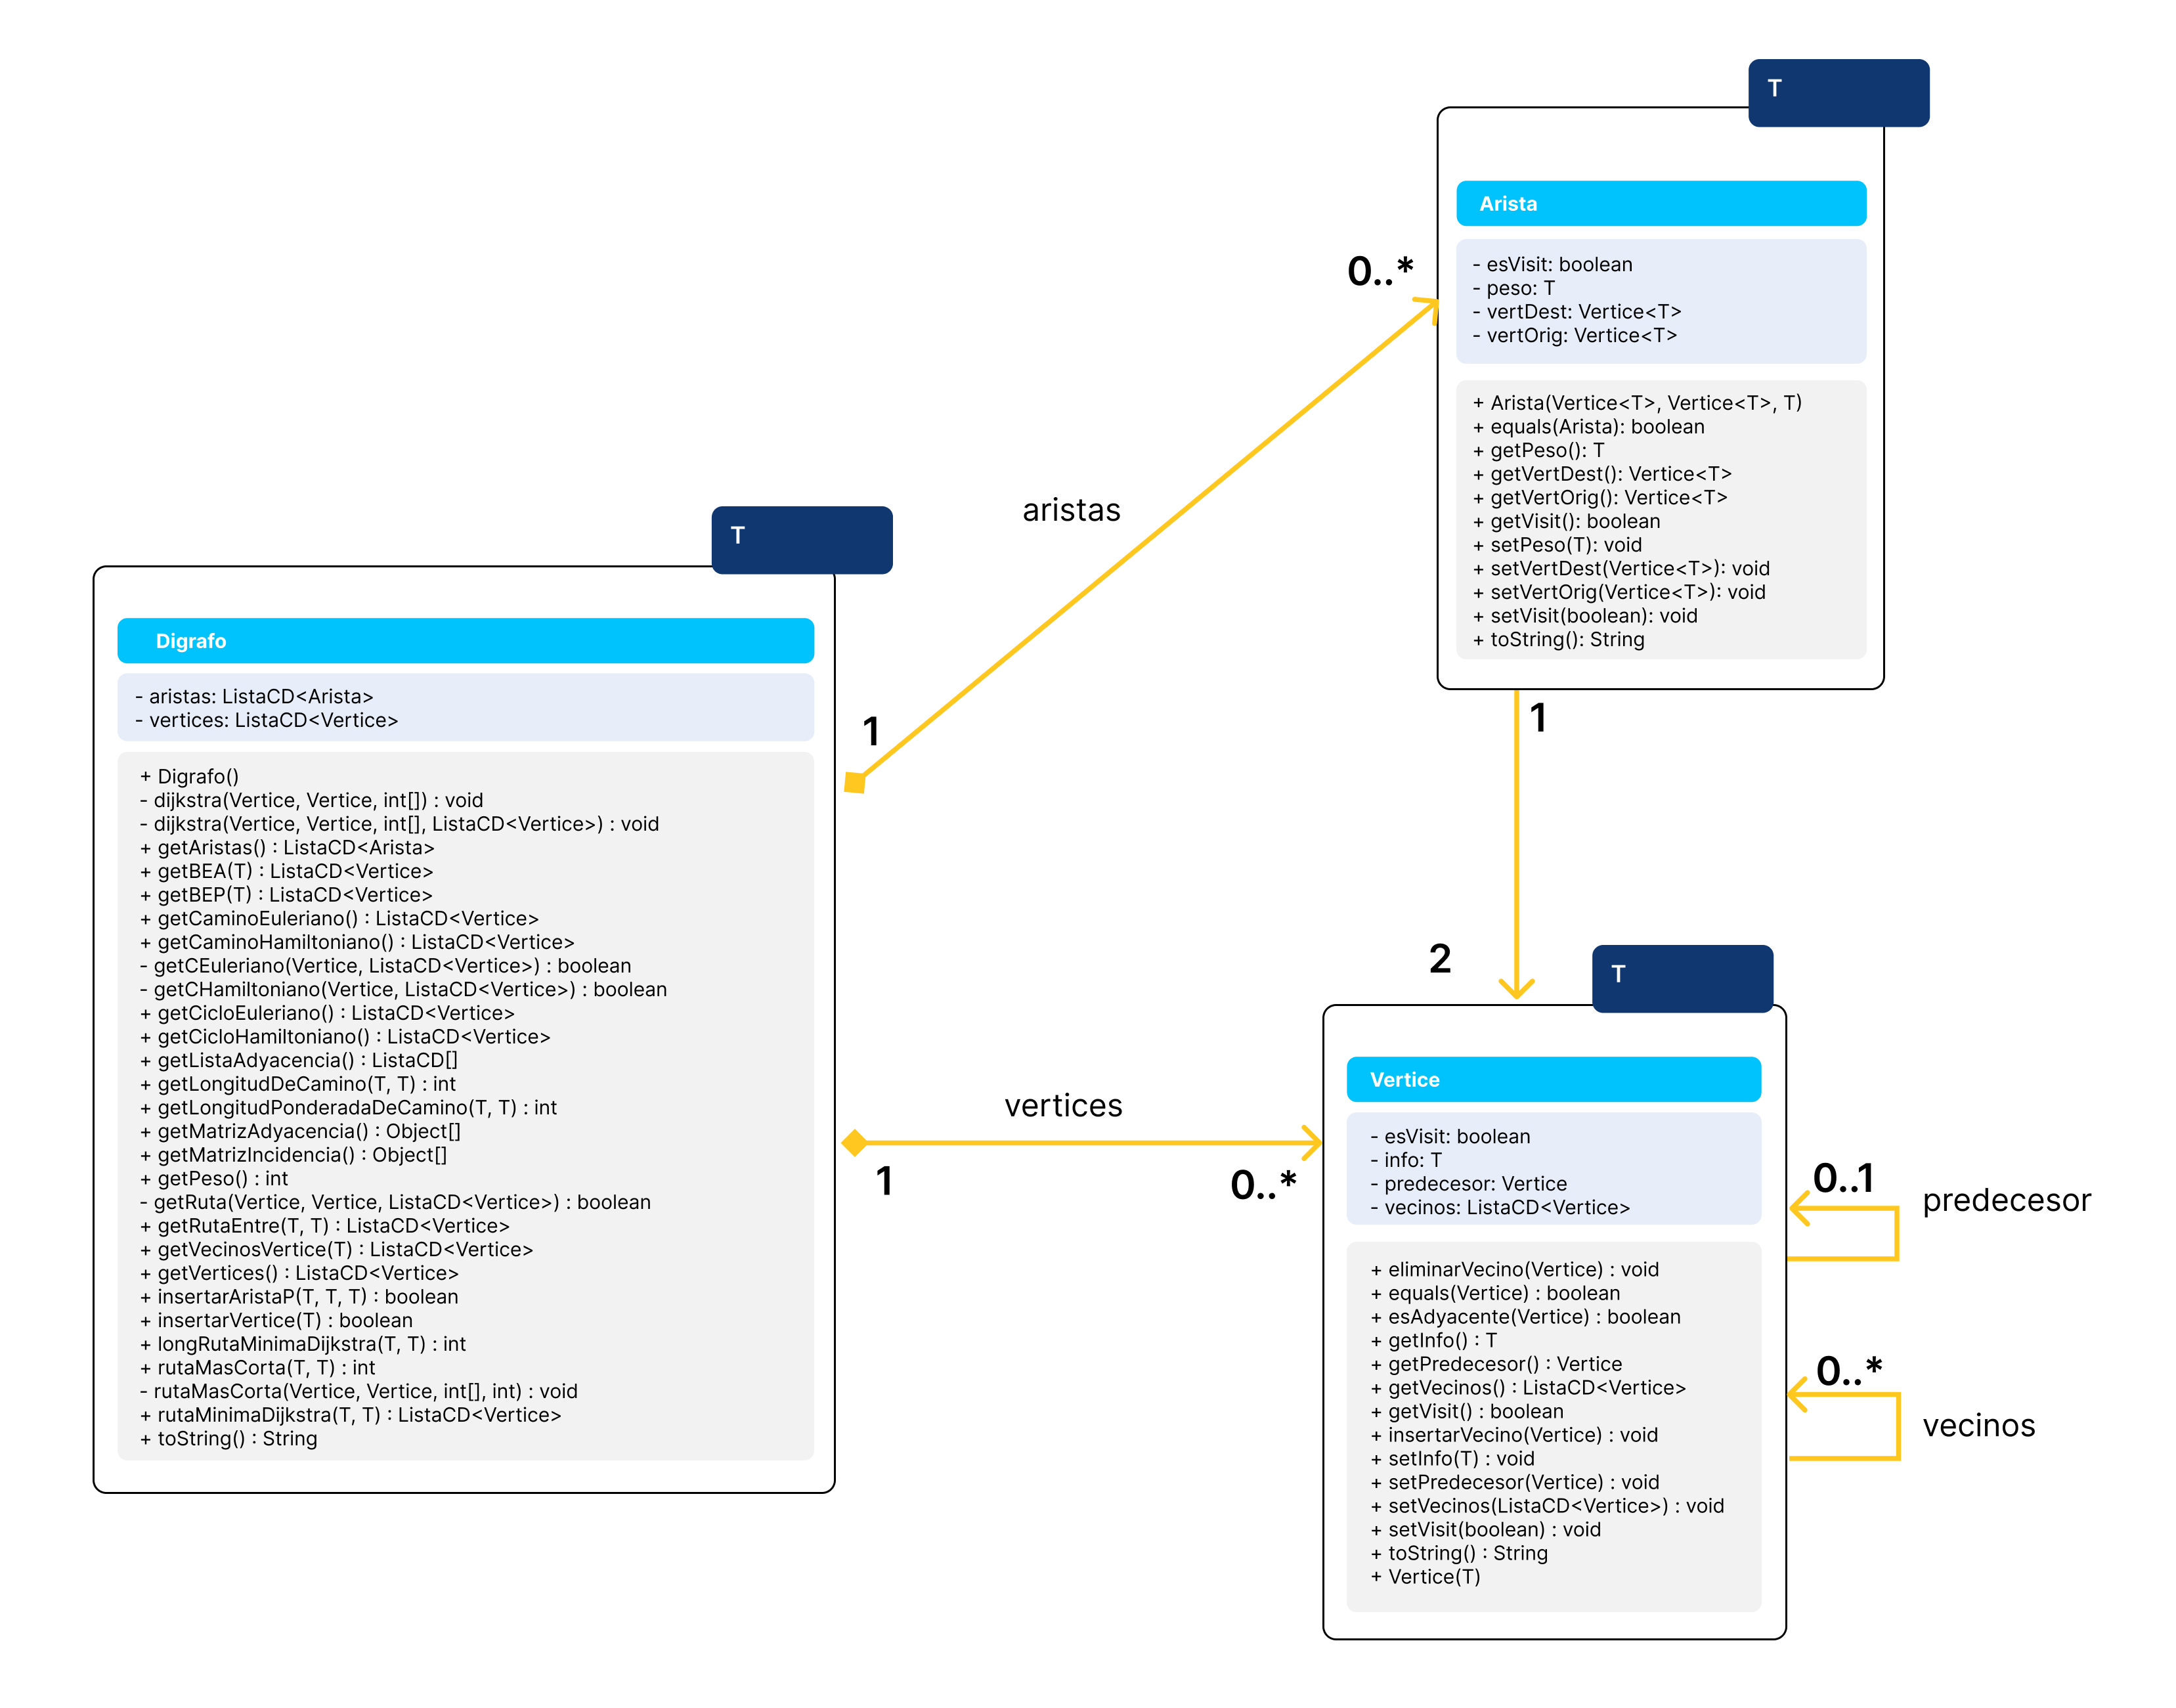 T
Arista
- esVisit: boolean
- peso: T
- vertDest: Vertice<T>
- vertOrig: Vertice<T>
+ Arista(Vertice<T>, Vertice<T>, T)
+ equals(Arista): boolean
+ getPeso(): T
+ getVertDest(): Vertice<T>
+ getVertOrig(): Vertice<T>
+ getVisit(): boolean
+ setPeso(T): void
+ setVertDest(Vertice<T>): void
+ setVertOrig(Vertice<T>): void
+ setVisit(boolean): void
+ toString(): String
0..*
aristas
1
T
Digrafo
- aristas: ListaCD<Arista>
- vertices: ListaCD<Vertice>
+ Digrafo()
- dijkstra(Vertice, Vertice, int[]) : void
- dijkstra(Vertice, Vertice, int[], ListaCD<Vertice>) : void
+ getAristas() : ListaCD<Arista>
+ getBEA(T) : ListaCD<Vertice>
+ getBEP(T) : ListaCD<Vertice>
+ getCaminoEuleriano() : ListaCD<Vertice>
+ getCaminoHamiltoniano() : ListaCD<Vertice>
- getCEuleriano(Vertice, ListaCD<Vertice>) : boolean
- getCHamiltoniano(Vertice, ListaCD<Vertice>) : boolean
+ getCicloEuleriano() : ListaCD<Vertice>
+ getCicloHamiltoniano() : ListaCD<Vertice>
+ getListaAdyacencia() : ListaCD[]
+ getLongitudDeCamino(T, T) : int
+ getLongitudPonderadaDeCamino(T, T) : int
+ getMatrizAdyacencia() : Object[]
+ getMatrizIncidencia() : Object[]
+ getPeso() : int
- getRuta(Vertice, Vertice, ListaCD<Vertice>) : boolean
+ getRutaEntre(T, T) : ListaCD<Vertice>
+ getVecinosVertice(T) : ListaCD<Vertice>
+ getVertices() : ListaCD<Vertice>
+ insertarAristaP(T, T, T) : boolean
+ insertarVertice(T) : boolean
+ longRutaMinimaDijkstra(T, T) : int
+ rutaMasCorta(T, T) : int
- rutaMasCorta(Vertice, Vertice, int[], int) : void
+ rutaMinimaDijkstra(T, T) : ListaCD<Vertice>
+ toString() : String
1
2
vertices
1
0..*
T
Vertice
- esVisit: boolean
- info: T
- predecesor: Vertice
- vecinos: ListaCD<Vertice>
+ eliminarVecino(Vertice) : void
+ equals(Vertice) : boolean
+ esAdyacente(Vertice) : boolean
+ getInfo() : T
+ getPredecesor() : Vertice
+ getVecinos() : ListaCD<Vertice>
+ getVisit() : boolean
+ insertarVecino(Vertice) : void
+ setInfo(T) : void
+ setPredecesor(Vertice) : void
+ setVecinos(ListaCD<Vertice>) : void
+ setVisit(boolean) : void
+ toString() : String
+ Vertice(T)
0..1
predecesor
0..*
vecinos